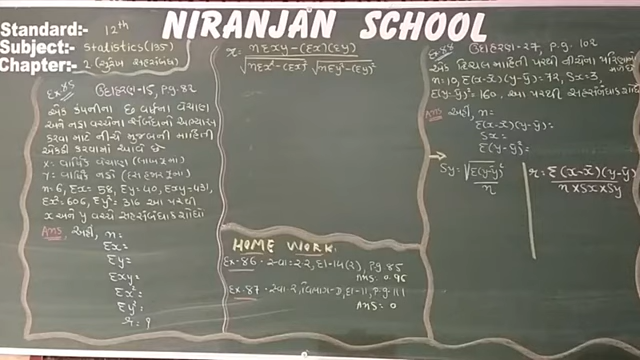 NIRANJAN SCHOOL
Standard:- 12th
Subject:- Statistics (135)
Chapter:- 2 (સુરેખ સહસંબંધ)
Ex.85
ઉદાહરણ-15, P.g.82
એક કંપનીના છ વર્ષના વેચાણ
અને નફા વચ્ચેના સંબંધનો અભ્યાસ
કરવા માટે નીચે મુજબની માહિતી
એકઠી કરવામાં આવી છે
X = વાર્ષિક વેચાણ
Y = વાર્ષિક નફો
n=6, Σx= 58, Σy=40, Σxy=431,
Σx²=606, Σy²=316 આ પરથી
x અને y વચ્ચે સહસંબંધાંક શોધો
Ans, અહીં, n=
Σx=
Σy=
Σxy=
Σx²=
Σy²=
r = ?
r = nΣxy-(Σx)(Σy)
√nΣx²-(Σx)² √nΣy²-(Σy)²
HOME WORK:
Ex-86 - સ્વા-2.2, દા-14(2), P.g.85
Ans: 0.96
Ex-87 - સ્વા.2, વિભાગ-D, દા-11, P.g.111
Ans = 0
Ex.88 ઉદાહરણ-27, P.g. 102
એક દ્વિચલ માહિતી પરથી નીચેના પરિણામો મળે છે
n=10, Σ(x-x̄)(y-ȳ)=72, Sx=3,
Σ(y-ȳ)²=160. આ પરથી સહસંબંધાંક શોધો
Ans અહીં, n=
Σ(x-x̄)(y-ȳ)=
Sx=
Σ(y-ȳ)²=
→ Sy = √Σ(y-ȳ)²
n
r = Σ(x-x̄)(y-ȳ)
n×Sx×Sy